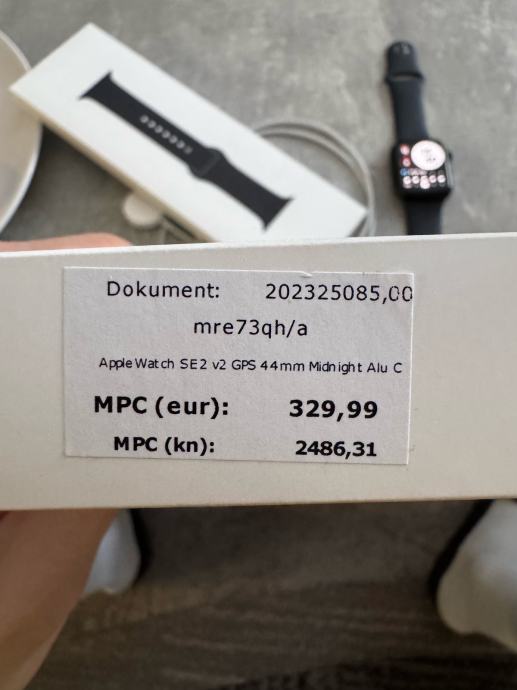 Dokument: 202325085,00
mre73qh/a
Apple Watch SE2 v2 GPS 44mm Midnight Alu C
MPC (eur): 329,99
MPC (kn): 2486,31